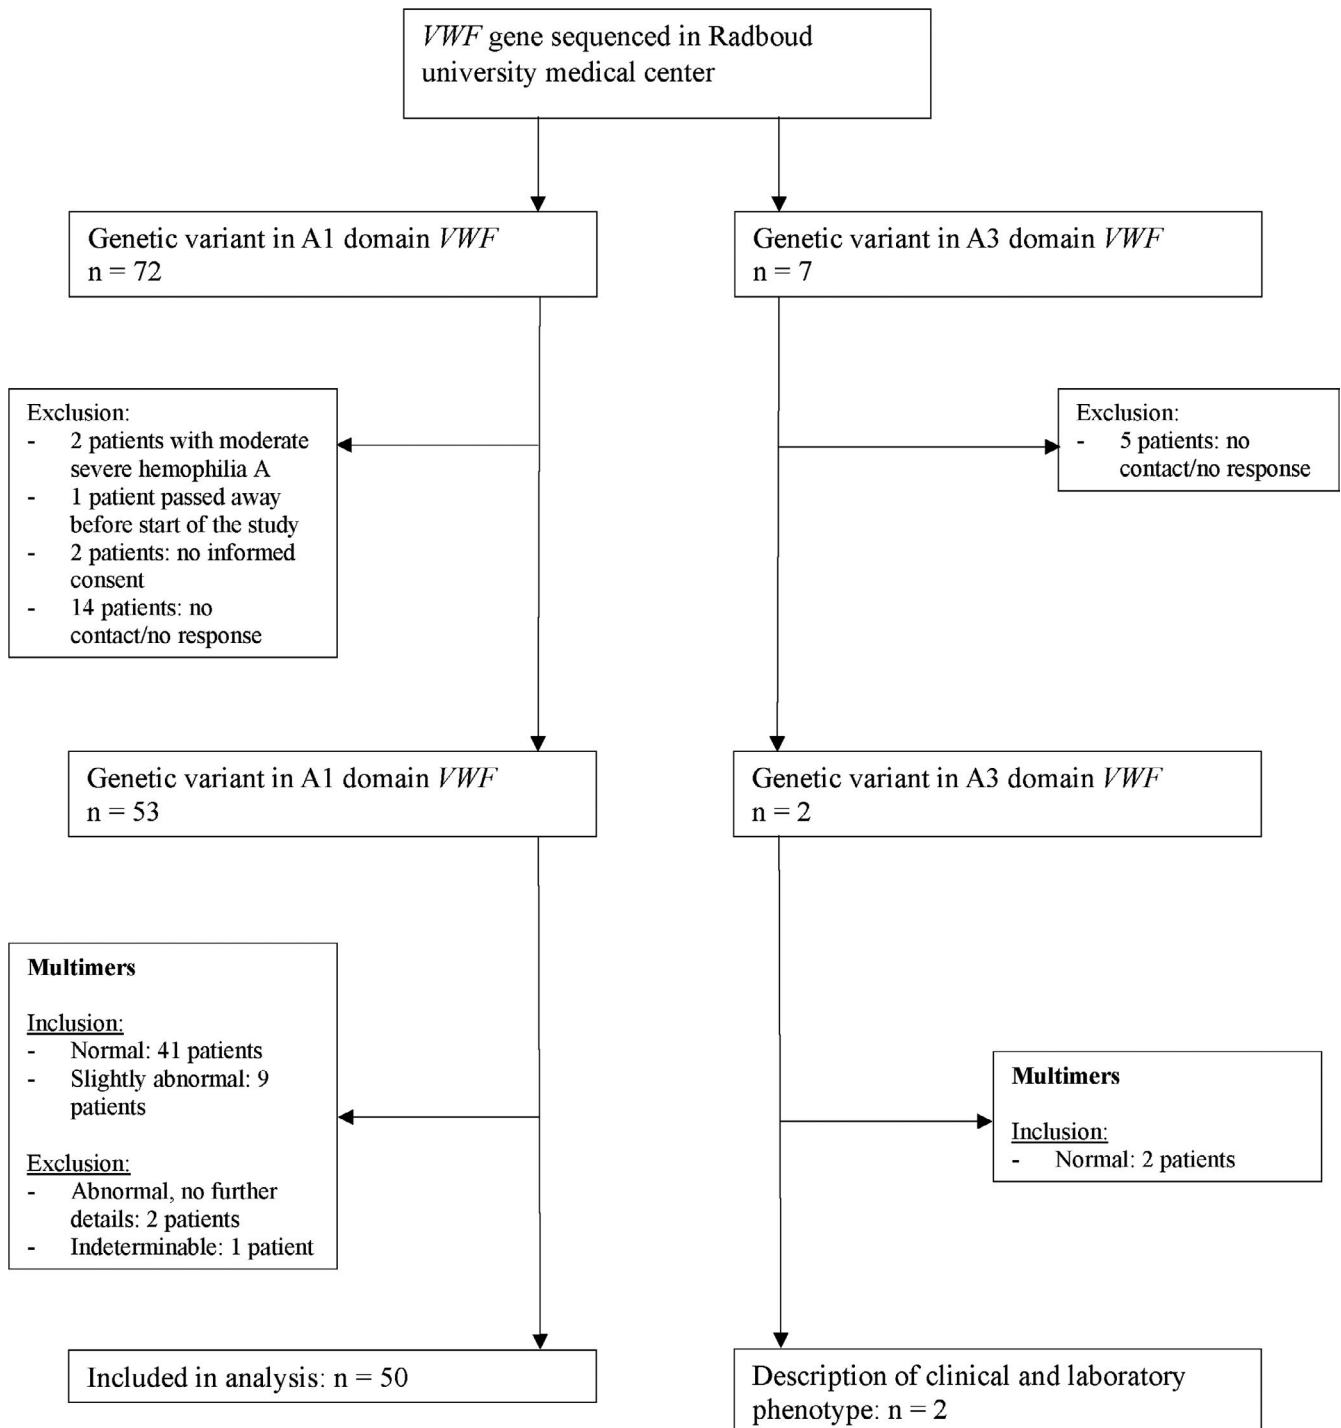 VWF gene sequenced in Radboud
university medical center
Genetic variant in A1 domain VWF
n = 72
Genetic variant in A3 domain VWF
n = 7
Exclusion:
- 2 patients with moderate
severe hemophilia A
- 1 patient passed away
before start of the study
- 2 patients: no informed
consent
- 14 patients: no
contact/no response
Exclusion:
- 5 patients: no
contact/no response
Genetic variant in A1 domain VWF
n = 53
Genetic variant in A3 domain VWF
n = 2
Multimers
Inclusion:
- Normal: 41 patients
- Slightly abnormal: 9
patients
Exclusion:
- Abnormal, no further
details: 2 patients
- Indeterminable: 1 patient
Multimers
Inclusion:
- Normal: 2 patients
Included in analysis: n = 50
Description of clinical and laboratory
phenotype: n = 2